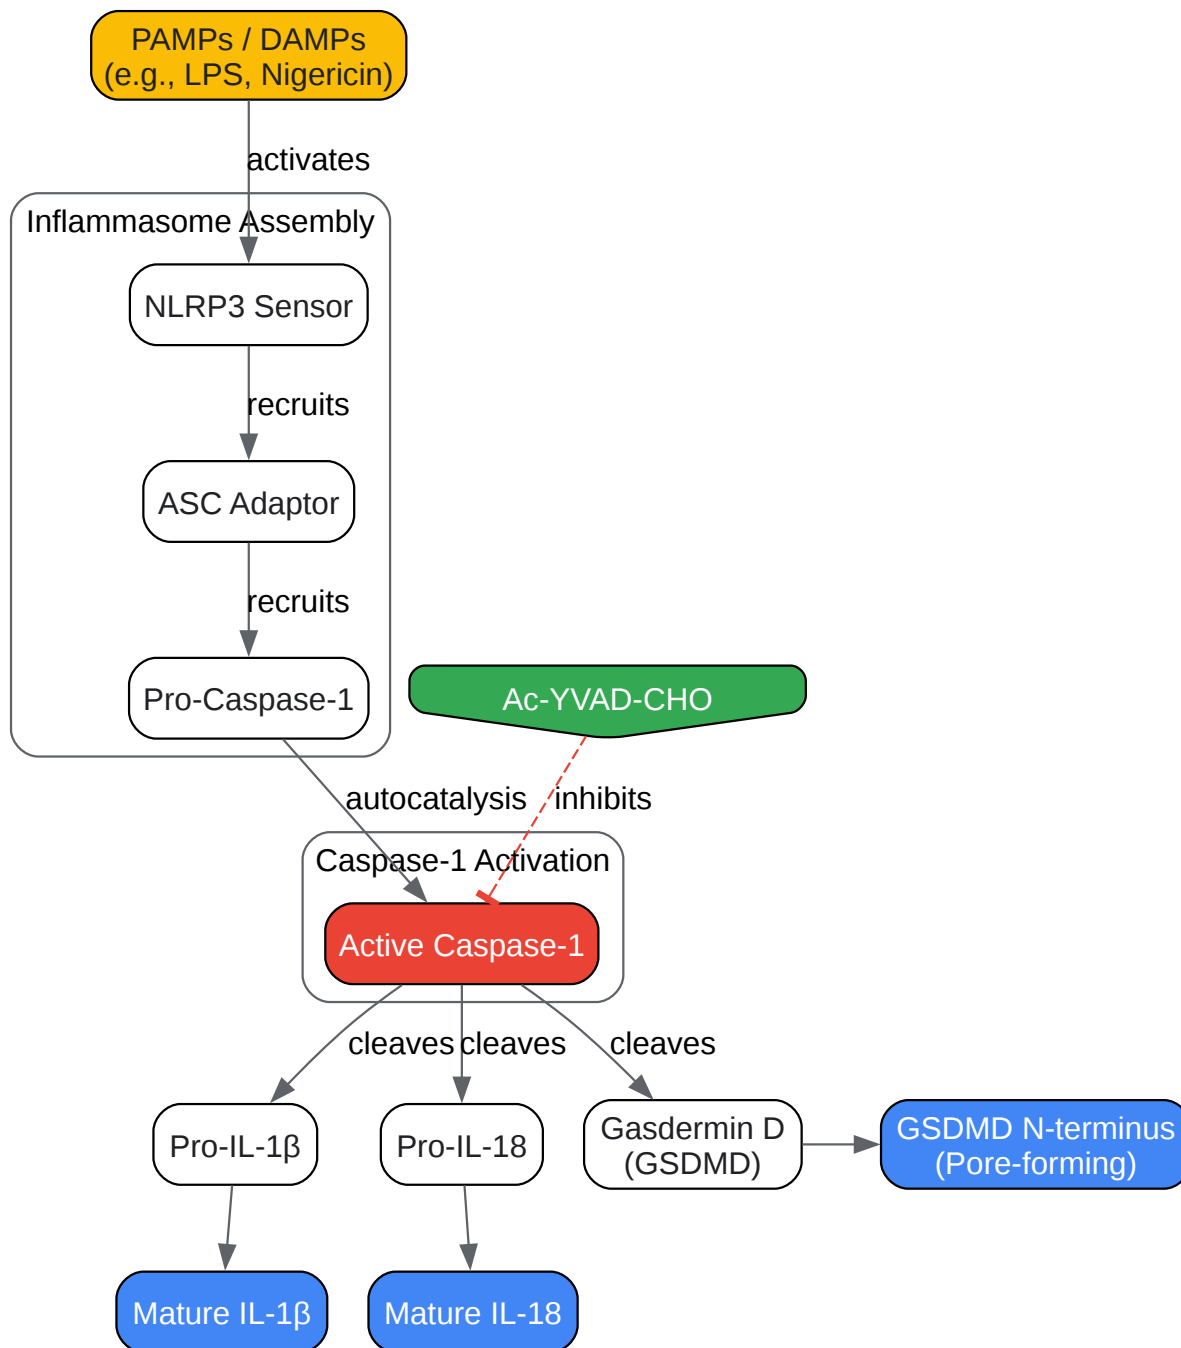 PAMPs / DAMPs
(e.g., LPS, Nigericin)
activates
Inflammasome Assembly
NLRP3 Sensor
recruits
ASC Adaptor
recruits
Pro-Caspase-1
Ac-YVAD-CHO
autocatalysis
inhibits
Caspase-1 Activation
Active Caspase-1
cleaves
cleaves
cleaves
Pro-IL-1β
Pro-IL-18
Gasdermin D
(GSDMD)
GSDMD N-terminus
(Pore-forming)
Mature IL-1β
Mature IL-18